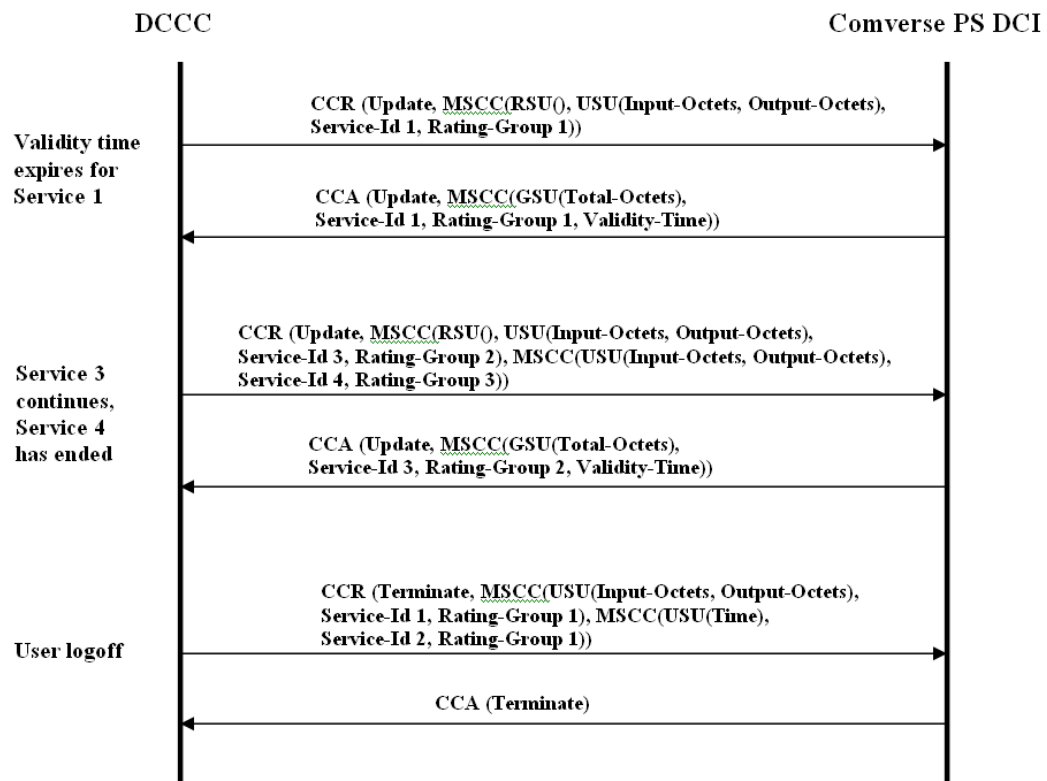 DCCC
Comverse PS DCI
CCR (Update, MSCC(RSU(), USU(Input-Octets, Output-Octets),
Service-Id 1, Rating-Group 1))
Validity time
expires for
Service 1
CCA (Update, MSCC(GSU(Total-Octets),
Service-Id 1, Rating-Group 1, Validity-Time))
CCR (Update, MSCC(RSU(), USU(Input-Octets, Output-Octets),
Service-Id 3, Rating-Group 2), MSCC(USU(Input-Octets, Output-Octets),
Service-Id 4, Rating-Group 3))
Service 3
continues,
Service 4
has ended
CCA (Update, MSCC(GSU(Total-Octets),
Service-Id 3, Rating-Group 2, Validity-Time))
CCR (Terminate, MSCC(USU(Input-Octets, Output-Octets),
Service-Id 1, Rating-Group 1), MSCC(USU(Time),
Service-Id 2, Rating-Group 1))
User logoff
CCA (Terminate)